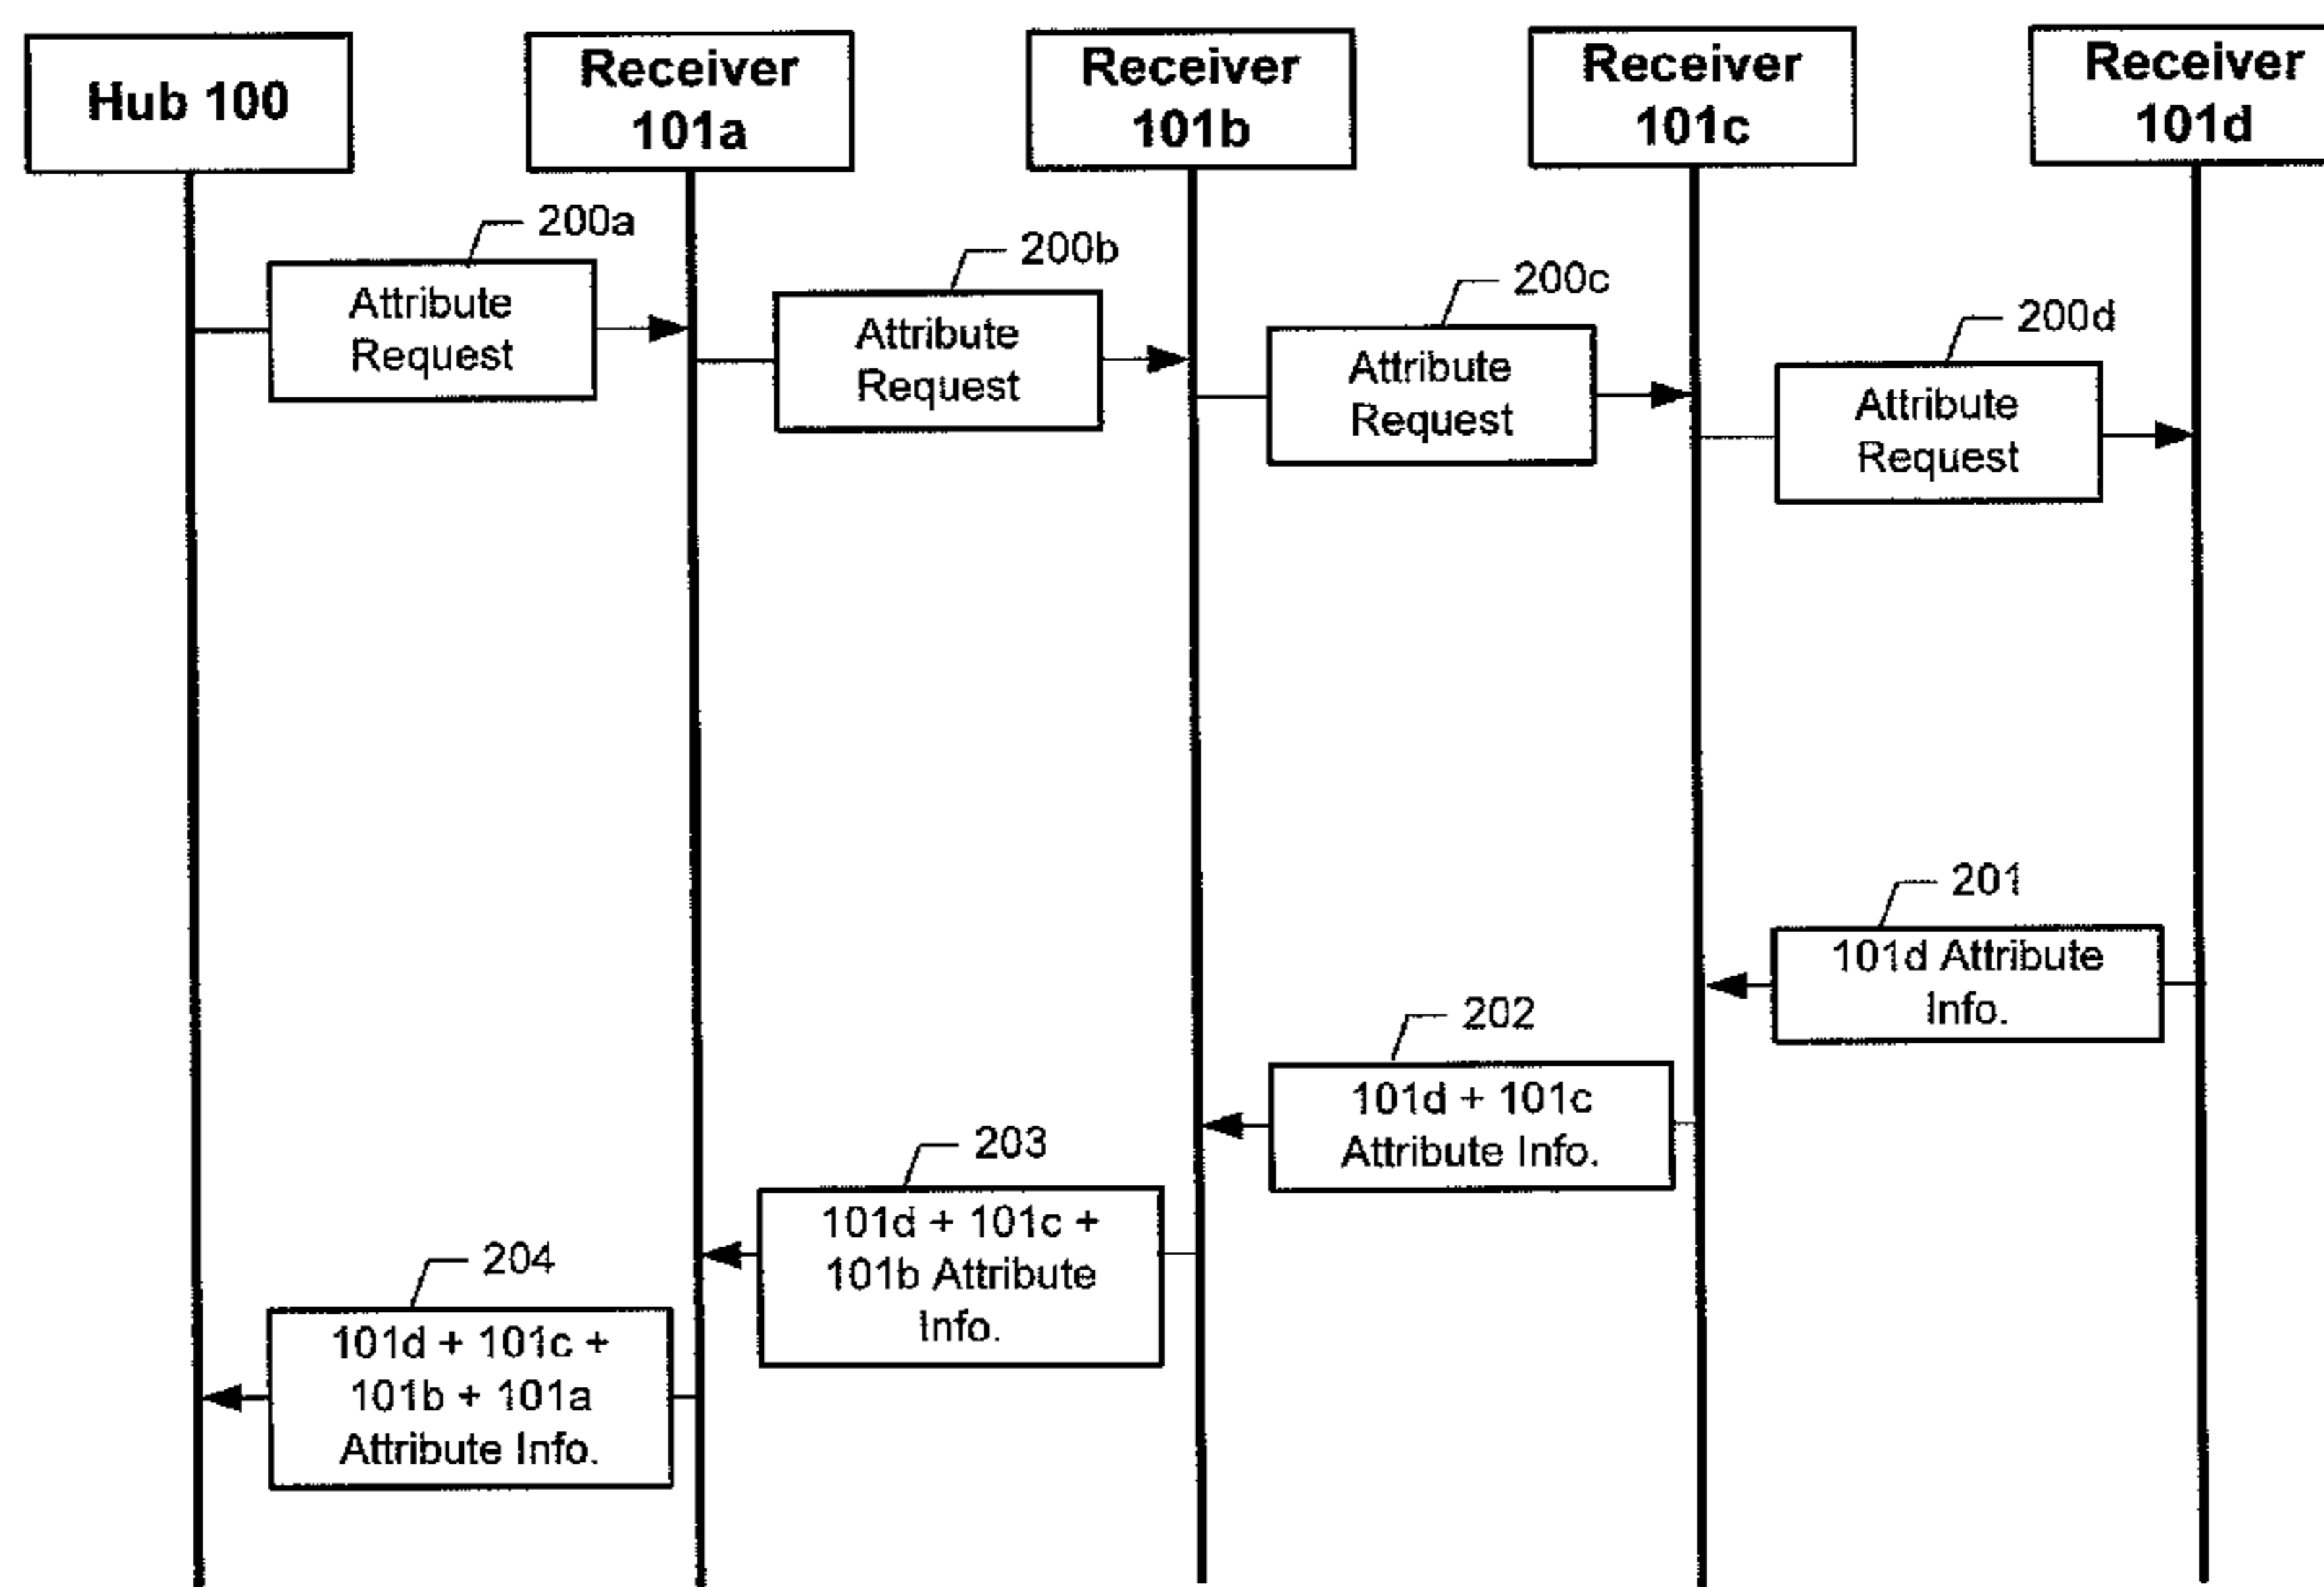 Hub 100
Receiver
101a
Receiver
101b
Receiver
101c
Receiver
101d
200a
Attribute
Request
200b
Attribute
Request
200c
Attribute
Request
200d
Attribute
Request
201
101d Attribute
Info.
202
101d + 101c
Attribute Info.
203
101d + 101c +
101b Attribute
Info.
204
101d + 101c +
101b + 101a
Attribute Info.